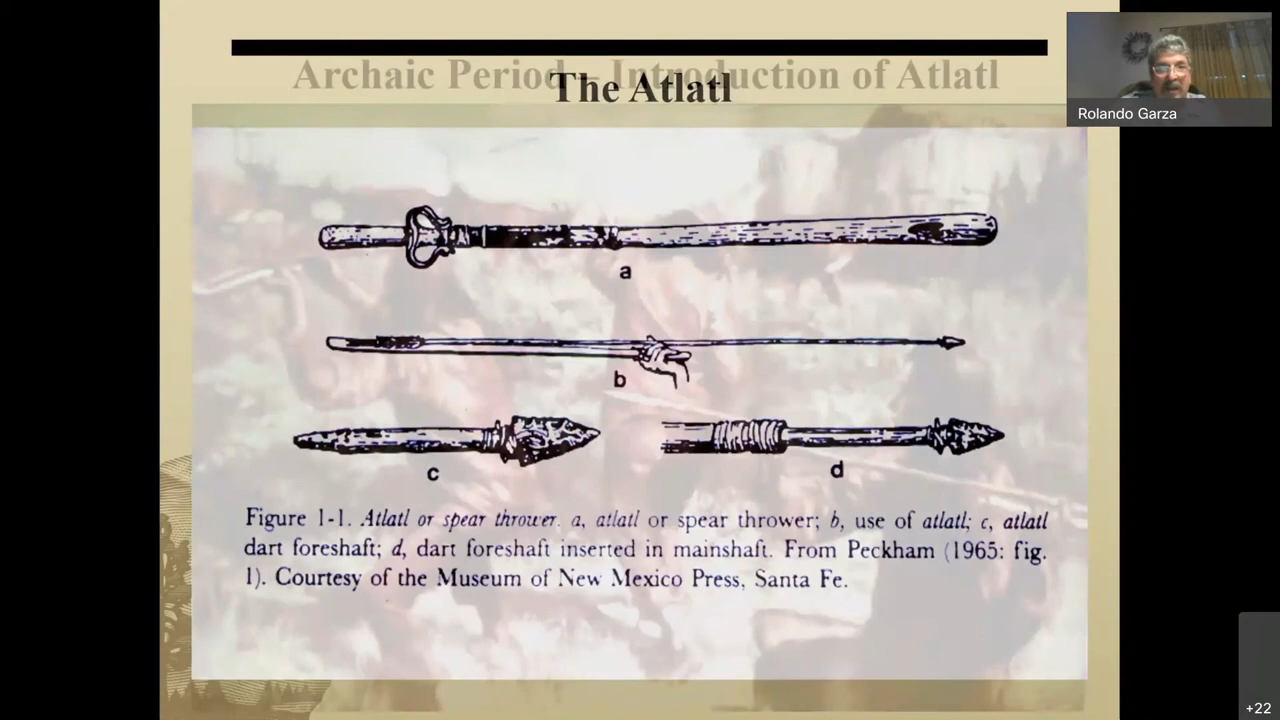 Archaic Period – Introduction of Atlatl
The Atlatl
Rolando Garza
a
b
c
d
Figure 1-1. Atlatl or spear thrower. a, atlatl or spear thrower; b, use of atlatl; c, atlatl
dart foreshaft; d, dart foreshaft inserted in mainshaft. From Peckham (1965: fig.
1). Courtesy of the Museum of New Mexico Press, Santa Fe.
+22